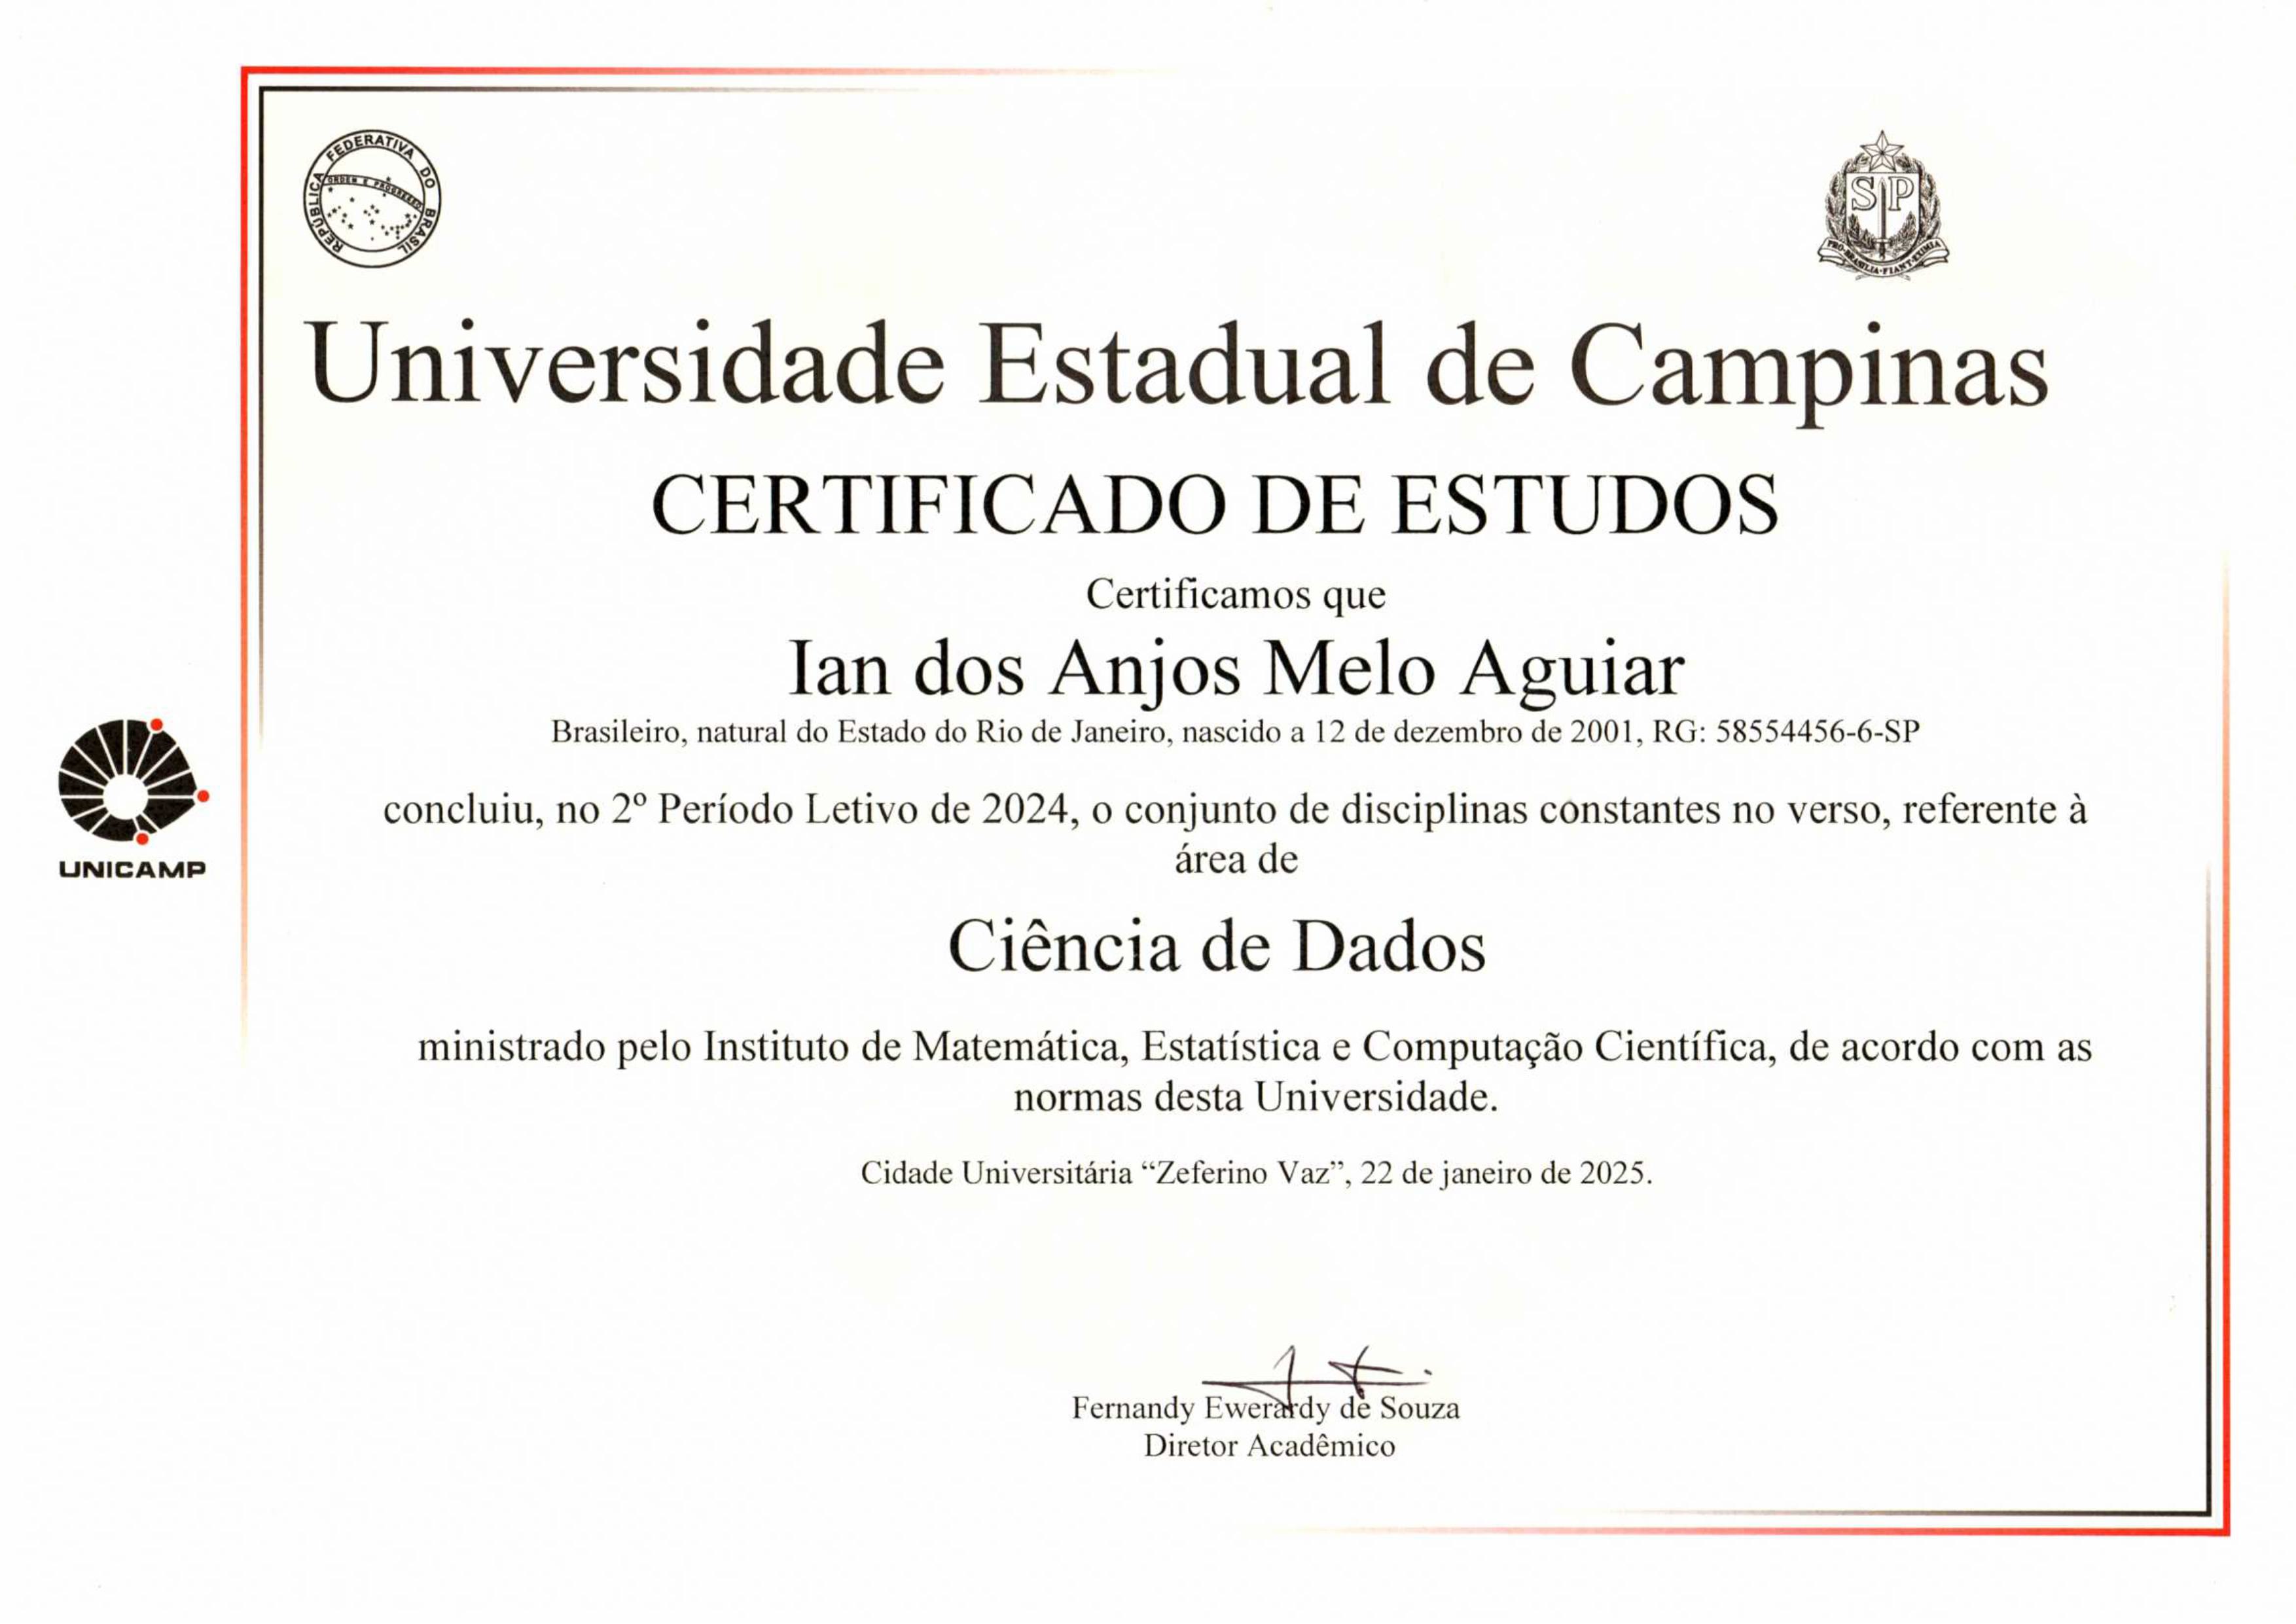 REPÚBLICA FEDERATIVA DO BRASIL
ORDEM E PROGRESSO
SP
PRO·BRASILIA·FIANT·EXIMIA
Universidade Estadual de Campinas
CERTIFICADO DE ESTUDOS
Certificamos que
Ian dos Anjos Melo Aguiar
Brasileiro, natural do Estado do Rio de Janeiro, nascido a 12 de dezembro de 2001, RG: 58554456-6-SP
UNICAMP
concluiu, no 2º Período Letivo de 2024, o conjunto de disciplinas constantes no verso, referente à
área de
Ciência de Dados
ministrado pelo Instituto de Matemática, Estatística e Computação Científica, de acordo com as
normas desta Universidade.
Cidade Universitária “Zeferino Vaz”, 22 de janeiro de 2025.
Fernandy Ewerardy de Souza
Diretor Acadêmico